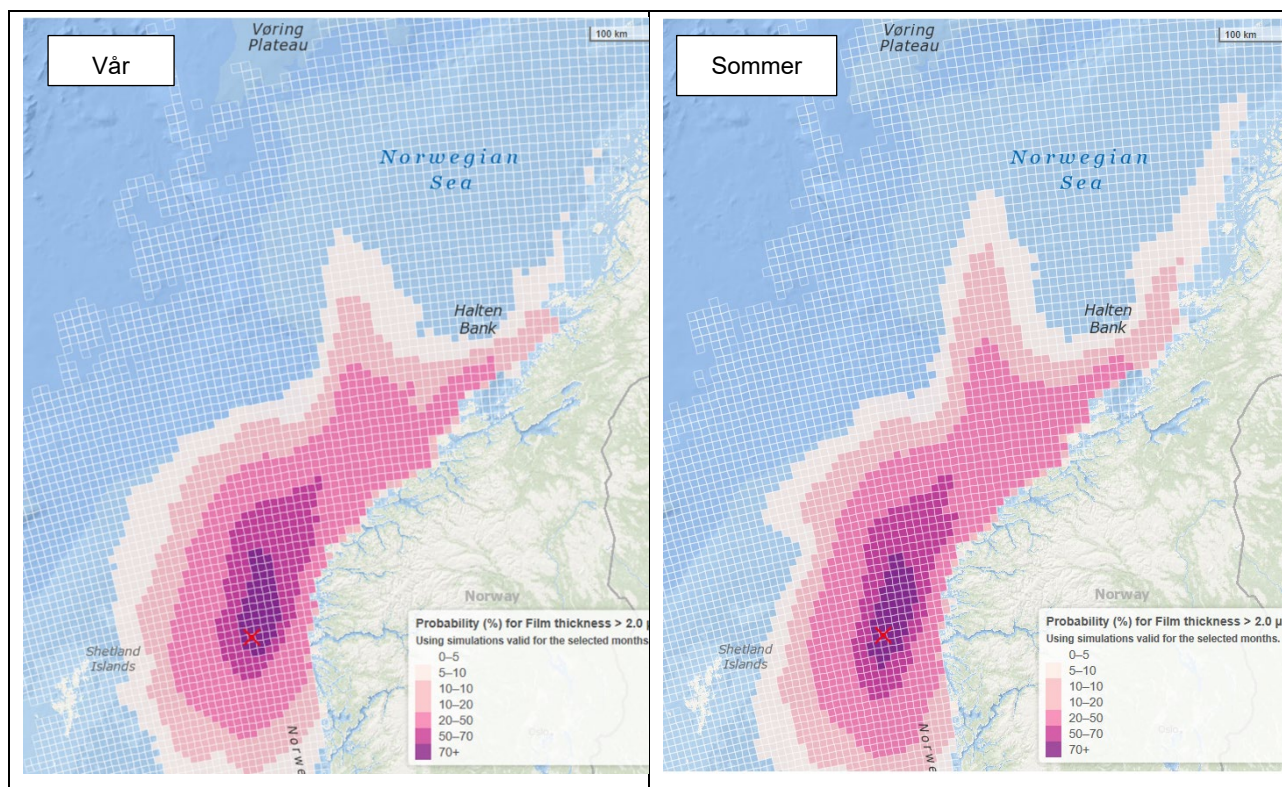 Vår
Vøring
Plateau
100 km
Norwegian
Sea
Halten
Bank
Shetland
Islands
Norway
Norwe
Probability (%) for Film thickness > 2.0 µ
Using simulations valid for the selected months.
0–5
5–10
10–10
10–20
20–50
50–70
70+
Sommer
Vøring
Plateau
100 km
Norwegian
Sea
Halten
Bank
Shetland
Islands
Norway
Norw
Probability (%) for Film thickness > 2.0 µ
Using simulations valid for the selected months.
0–5
5–10
10–10
10–20
20–50
50–70
70+